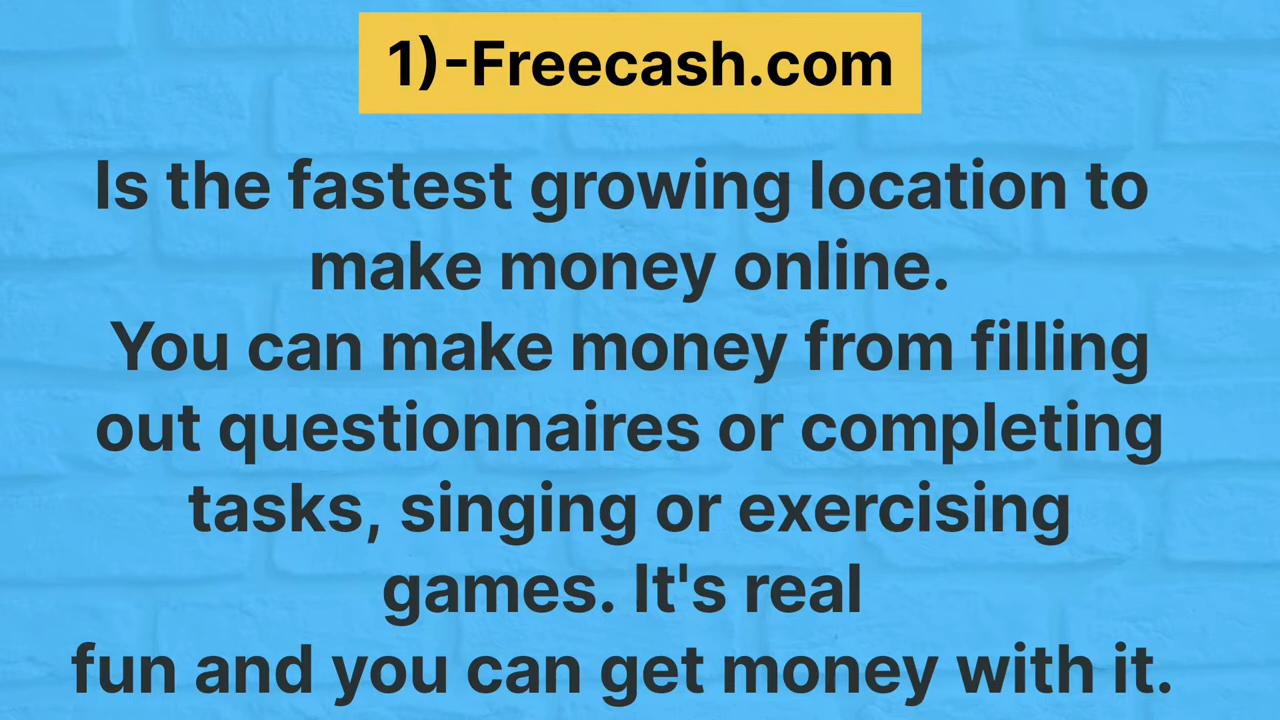 1)-Freecash.com
Is the fastest growing location to
make money online.
You can make money from filling
out questionnaires or completing
tasks, singing or exercising
games. It's real
fun and you can get money with it.